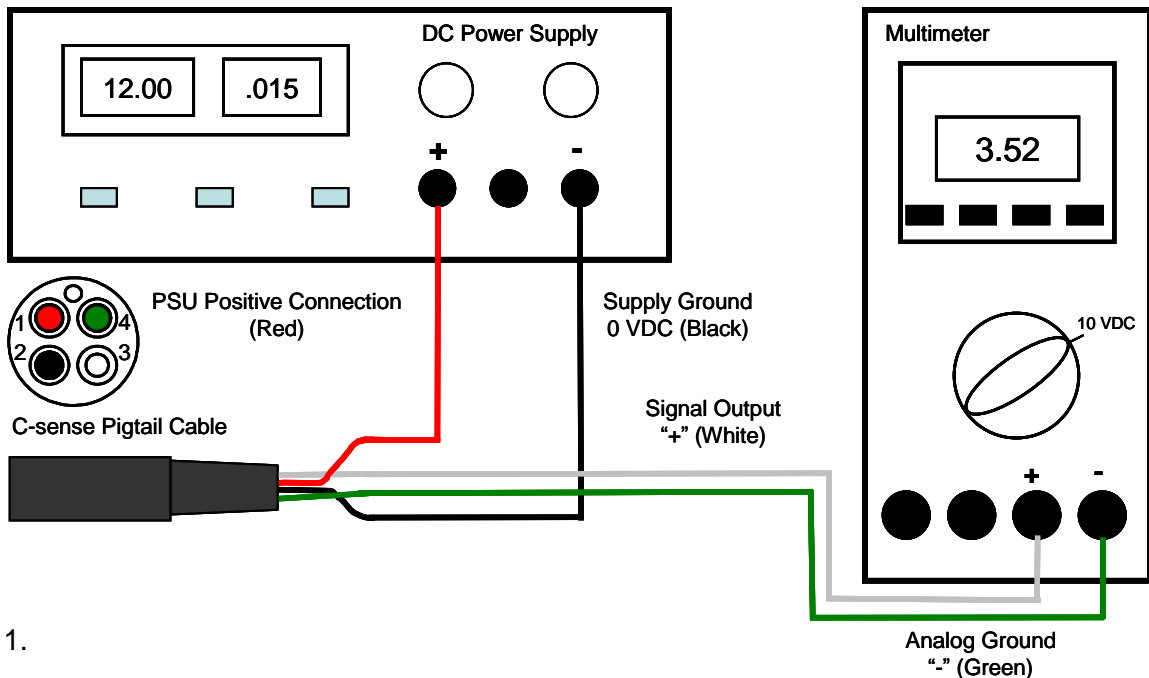 DC Power Supply
12.00
.015
+
-
Multimeter
3.52
10 VDC
+
-
1
4
2
3
PSU Positive Connection
(Red)
Supply Ground
0 VDC (Black)
C-sense Pigtail Cable
Signal Output
“+” (White)
1.
Analog Ground
“-” (Green)